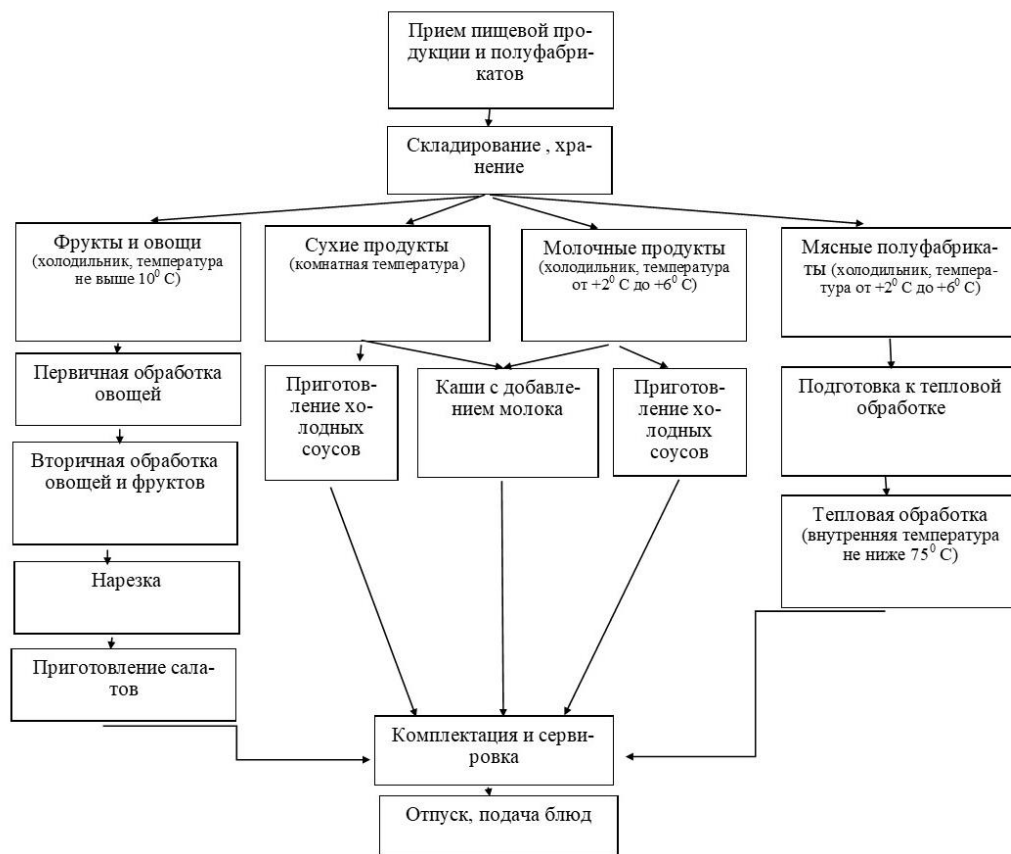 Прием пищевой про-
дукции и полуфабри-
катов
Складирование , хра-
нение
Фрукты и овощи
(холодильник, температура
не выше 10⁰ С)
Сухие продукты
(комнатная температура)
Молочные продукты
(холодильник, температура
от +2⁰ С до +6⁰ С)
Мясные полуфабрика-
ты (холодильник, темпера-
тура от +2⁰ С до +6⁰ С)
Первичная обработка
овощей
Приготов-
ление хо-
лодных
соусов
Каши с добав-
лением молока
Приготов-
ление хо-
лодных
соусов
Подготовка к тепловой
обработке
Вторичная обработка
овощей и фруктов
Тепловая обработка
(внутренняя температура
не ниже 75⁰ С)
Нарезка
Приготовление сала-
тов
Комплектация и серви-
ровка
Отпуск, подача блюд